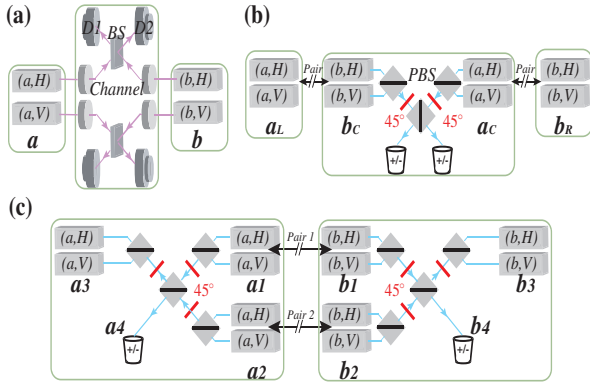 (a)
D1 BS D2
(a,H) Channel (b,H)
(a,V) (b,V)
a b
(b)
PBS
(a,H) Pair (b,H) (a,H) Pair (b,H)
(a,V) (b,V) (a,V) (b,V)
45° 45°
aL bC aC bR
+/- +/-
(c)
(a,H) (a,H) Pair 1 (b,H) (b,H)
(a,V) (a,V) (b,V) (b,V)
a3 45° a1 b1 45° b3
(a,H) Pair 2 (b,H)
(a,V) (b,V)
a4 b4
+/- +/-
a2 b2